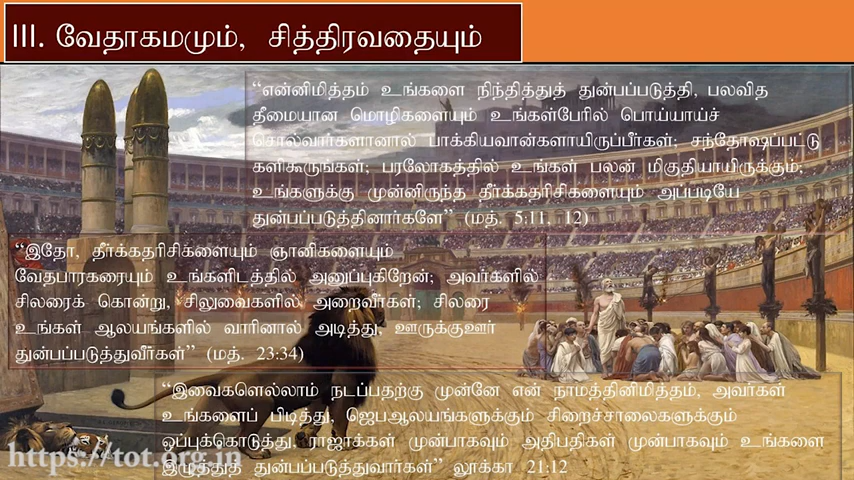 III. வேதாகமமும், சித்திரவதையும்
“என்னிமித்தம் உங்களை நிந்தித்துத் துன்பப்படுத்தி, பலவித
தீமையான மொழிகளையும் உங்கள்பேரில் பொய்யாய்ச்
சொல்வார்களானால் பாக்கியவான்களாயிருப்பீர்கள்; சந்தோஷப்பட்டு
களிகூருங்கள்; பரலோகத்தில் உங்கள் பலன் மிகுதியாயிருக்கும்;
உங்களுக்கு முன்னிருந்த தீர்க்கதரிசிகளையும் அப்படியே
துன்பப்படுத்தினார்களே” (மத். 5:11, 12)
“இதோ, தீர்க்கதரிசிகளையும் ஞானிகளையும்
வேதபாரகரையும் உங்களிடத்தில் அனுப்புகிறேன்; அவர்களில்
சிலரைக் கொன்று, சிலுவைகளில் அறைவீர்கள்; சிலரை
உங்கள் ஆலயங்களில் வாரினால் அடித்து, ஊருக்குஊர்
துன்பப்படுத்துவீர்கள்” (மத். 23:34)
“இவைகளெல்லாம் நடப்பதற்கு முன்னே என் நாமத்தினிமித்தம், அவர்கள்
உங்களைப் பிடித்து, ஜெபஆலயங்களுக்கும் சிறைச்சாலைகளுக்கும்
ஒப்புக்கொடுத்து, ராஜாக்கள் முன்பாகவும் அதிபதிகள் முன்பாகவும் உங்களை
இழுத்துத் துன்பப்படுத்துவார்கள்” லூக்கா 21:12
https://tot.org.in